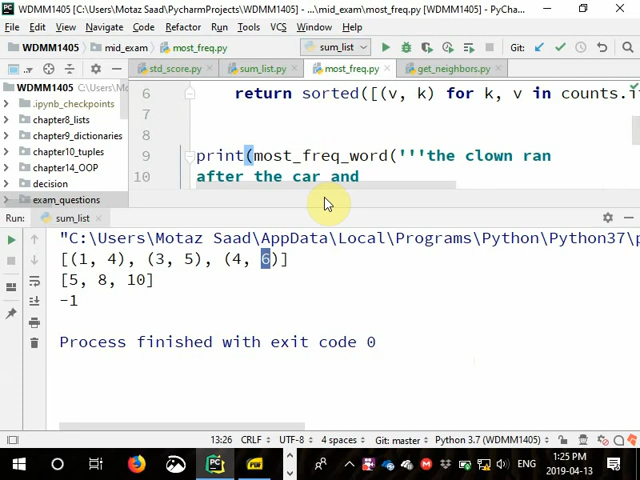 WDMM1405 [C:\Users\Motaz Saad\PycharmProjects\WDMM1405] - ...\mid_exam\most_freq.py [WDMM1405] - PyCha...
File Edit View Navigate Code Refactor Run Tools VCS Window Help
WDMM1405 mid_exam most_freq.py sum_list Git:
std_score.py sum_list.py most_freq.py get_neighbors.py
WDMM1405 C:\Users\Mota
.ipynb_checkpoints
chapter8_lists
chapter9_dictionaries
chapter10_tuples
chapter14_OOP
decision
exam_questions
6 return sorted([(v, k) for k, v in counts.i
7
8
9 print(most_freq_word('''the clown ran
10 after the car and
Run: sum_list
"C:\Users\Motaz Saad\AppData\Local\Programs\Python\Python37\p
[(1, 4), (3, 5), (4, 6)]
[5, 8, 10]
-1
Process finished with exit code 0
13:26 CRLF UTF-8 4 spaces Git: master Python 3.7 (WDMM1405)
ENG 1:25 PM
2019-04-13